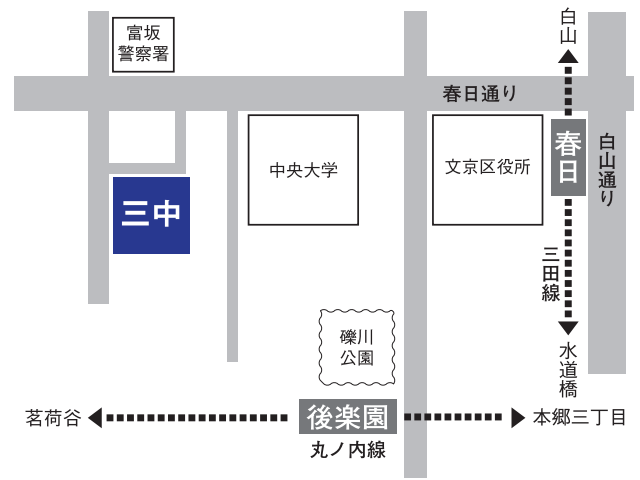 白山
富坂
警察署
春日通り
春日
白山通り
中央大学
文京区役所
三中
三田線
礫川
公園
水道橋
茗荷谷
後楽園
本郷三丁目
丸ノ内線